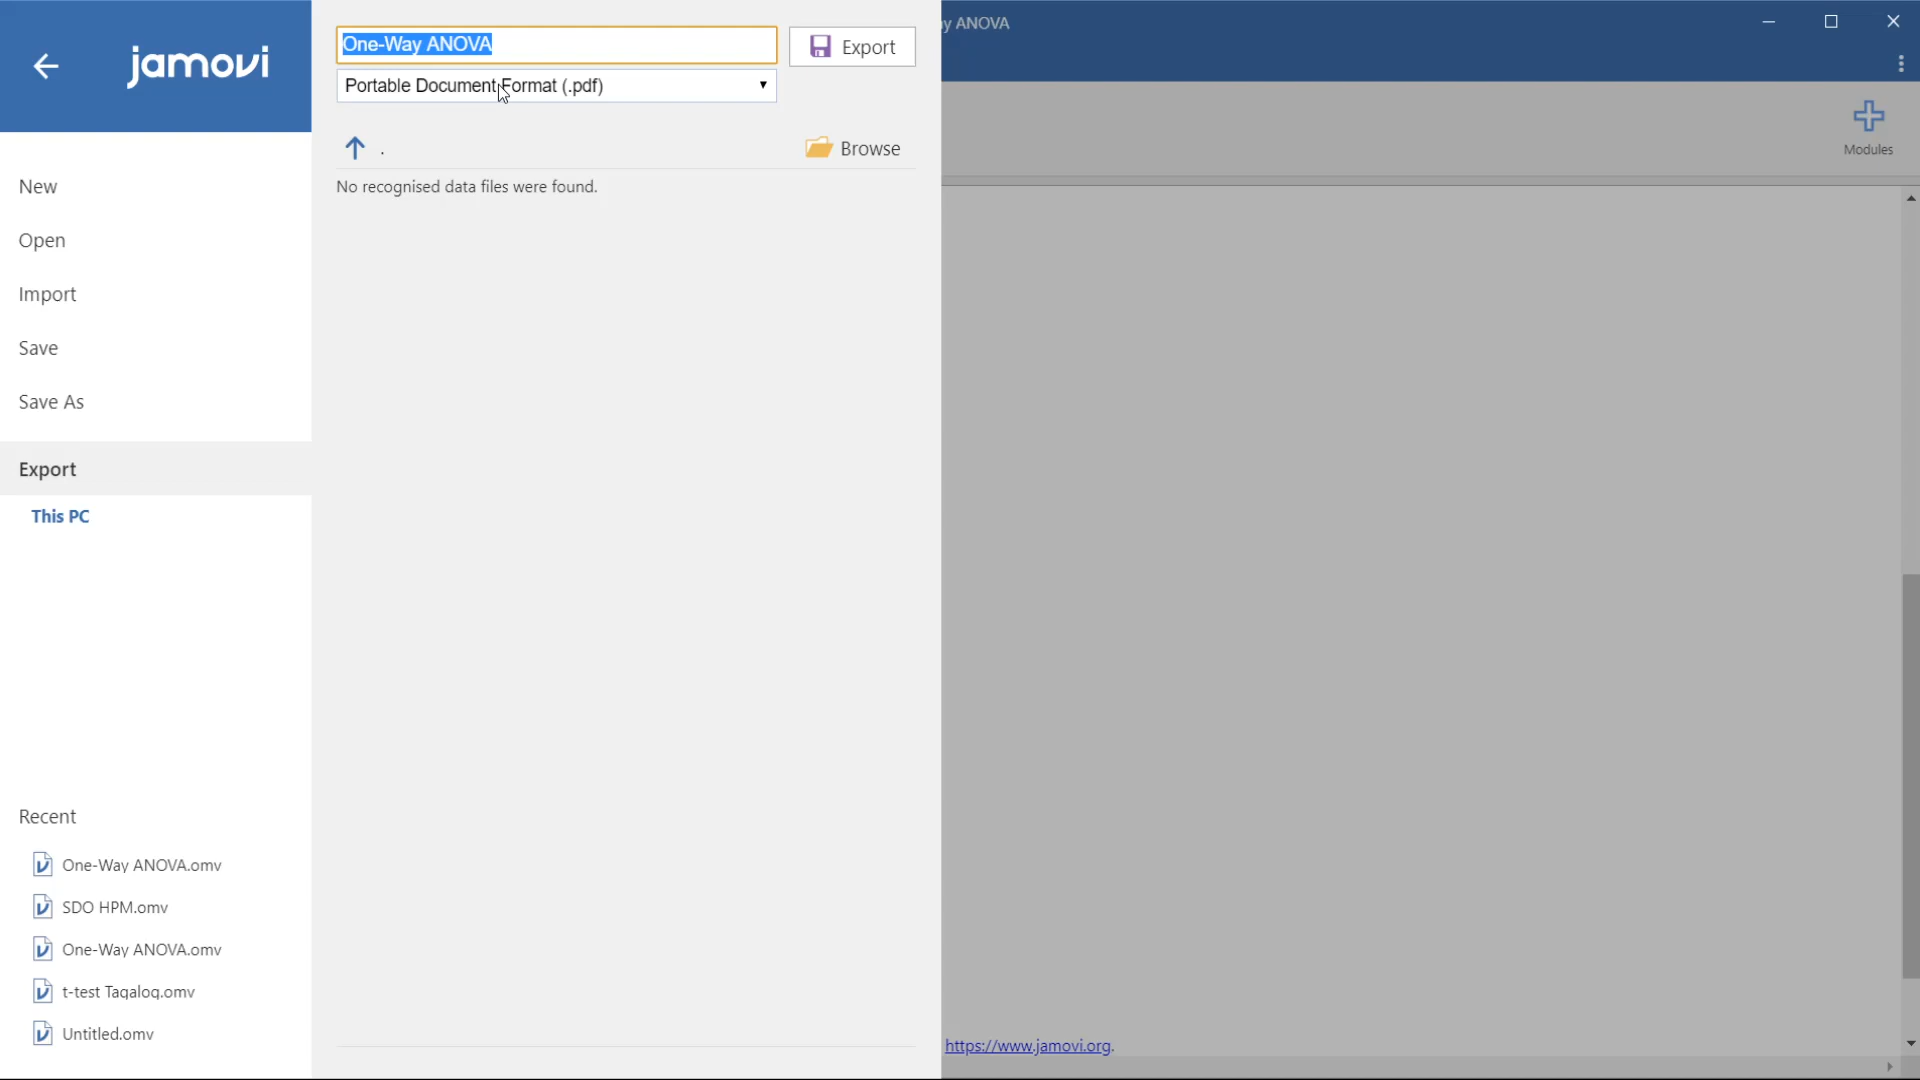 jamovi
New
Open
Import
Save
Save As
Export
This PC
Recent
One-Way ANOVA.omv
SDO HPM.omv
One-Way ANOVA.omv
t-test Tagalog.omv
Untitled.omv
One-Way ANOVA
Export
Portable Document Format (.pdf)
.
Browse
No recognised data files were found.
y ANOVA
Modules
https://www.jamovi.org.